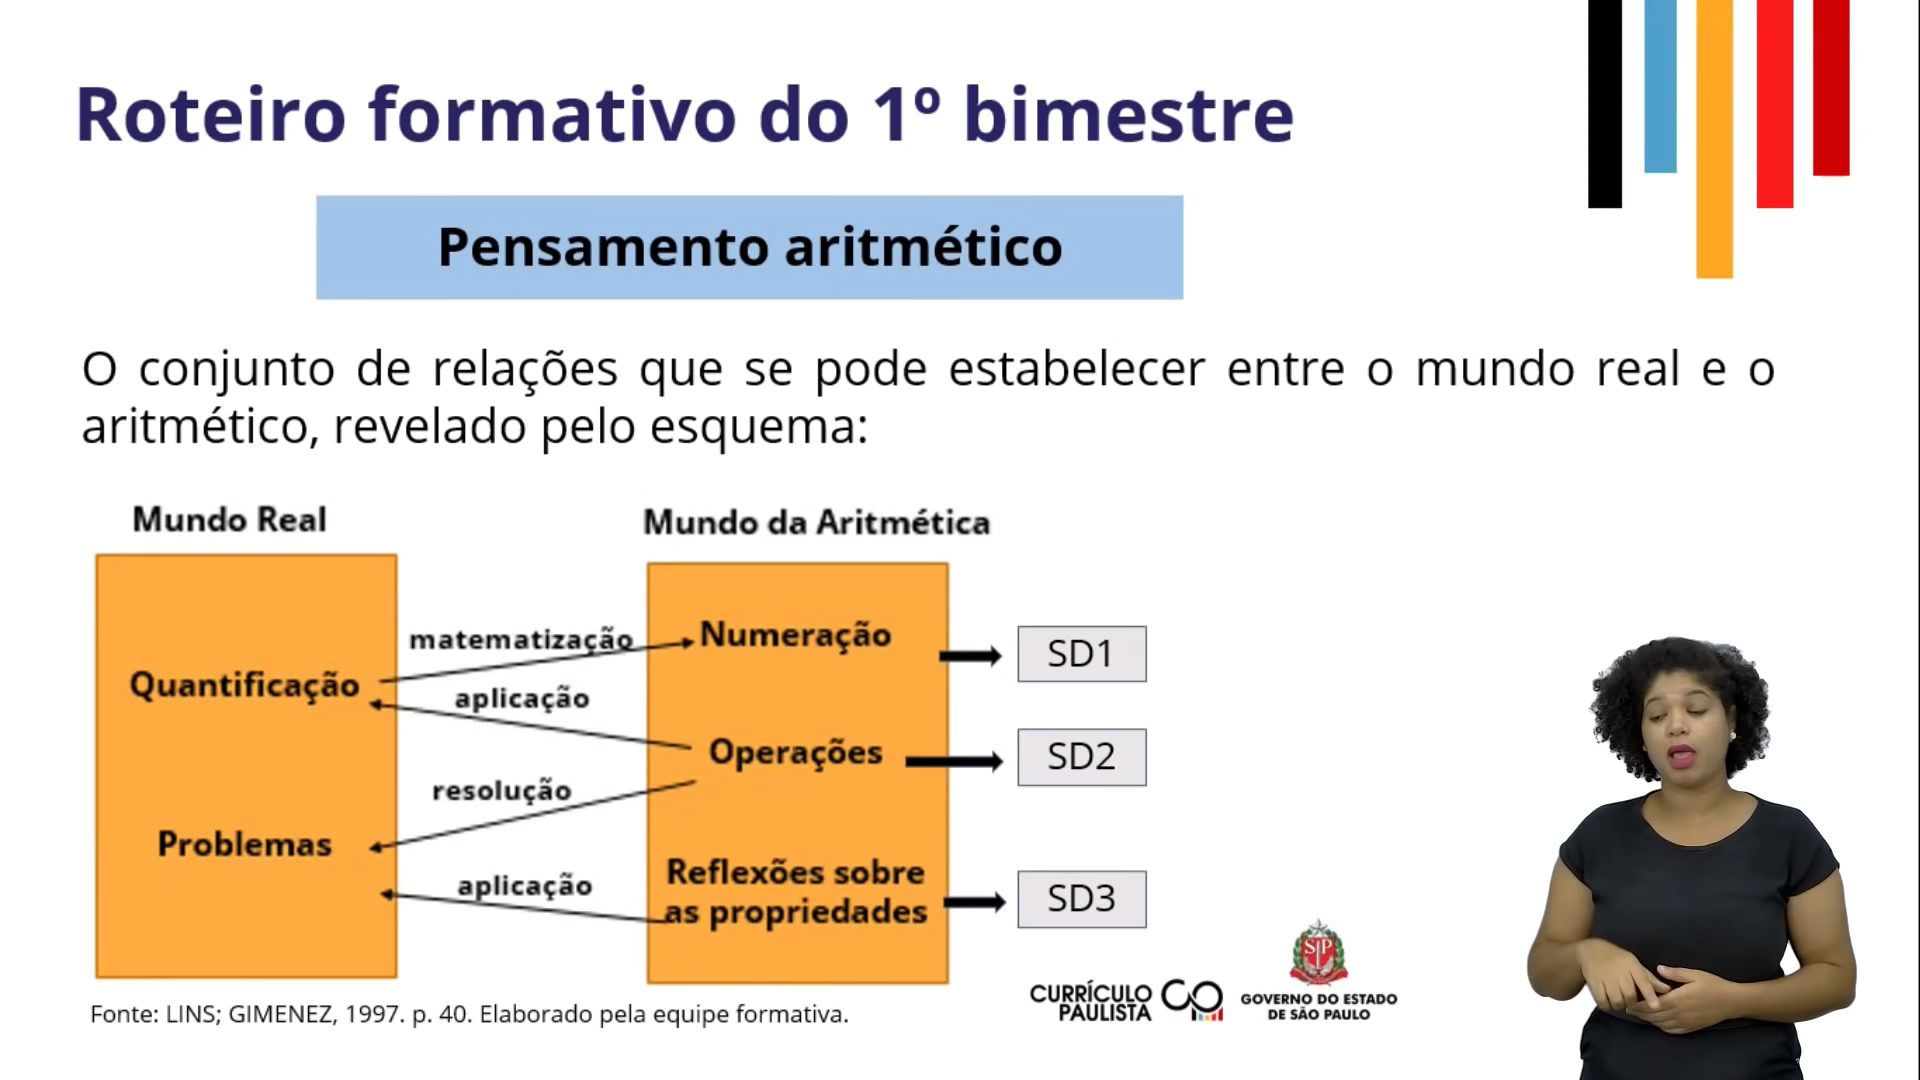 Roteiro formativo do 1º bimestre
Pensamento aritmético
O conjunto de relações que se pode estabelecer entre o mundo real e o
aritmético, revelado pelo esquema:
Mundo Real
Mundo da Aritmética
matematização
Numeração
SD1
Quantificação
aplicação
Operações
SD2
resolução
Problemas
aplicação
Reflexões sobre
as propriedades
SD3
Fonte: LINS; GIMENEZ, 1997. p. 40. Elaborado pela equipe formativa.
CURRÍCULO
PAULISTA
SP
GOVERNO DO ESTADO
DE SÃO PAULO